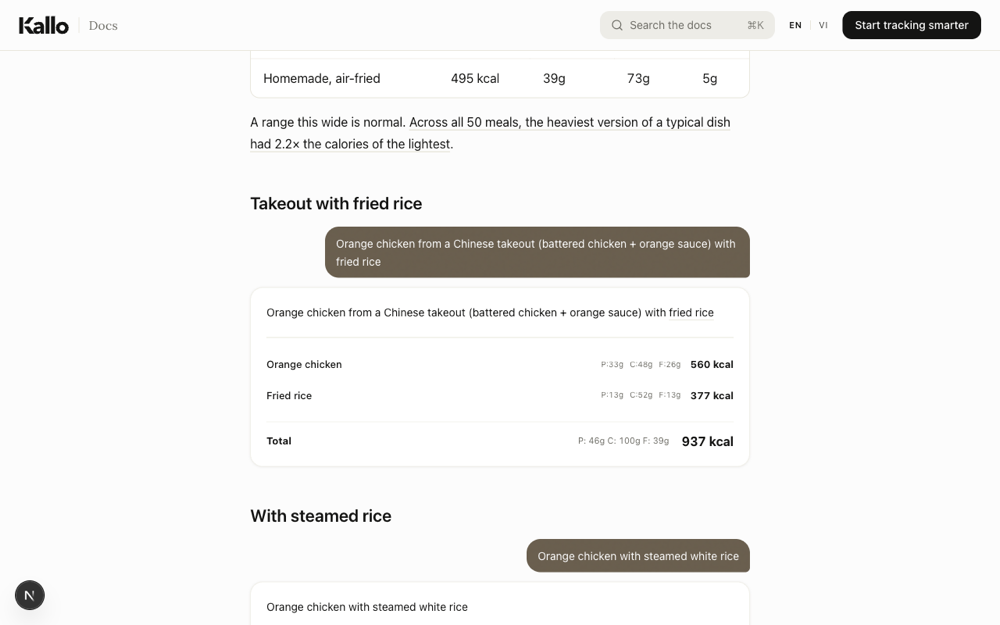 Kallo
Docs
Search the docs
⌘K
EN
VI
Start tracking smarter
Homemade, air-fried 495 kcal 39g 73g 5g
A range this wide is normal. Across all 50 meals, the heaviest version of a typical dish
had 2.2× the calories of the lightest.
Takeout with fried rice
Orange chicken from a Chinese takeout (battered chicken + orange sauce) with
fried rice
Orange chicken from a Chinese takeout (battered chicken + orange sauce) with fried rice
Orange chicken P:33g C:48g F:26g 560 kcal
Fried rice P:13g C:52g F:13g 377 kcal
Total P: 46g C: 100g F: 39g 937 kcal
With steamed rice
Orange chicken with steamed white rice
Orange chicken with steamed white rice
N